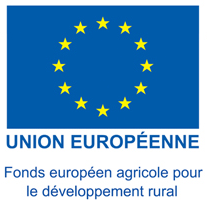 UNION EUROPÉENNE
Fonds européen agricole pour
le développement rural